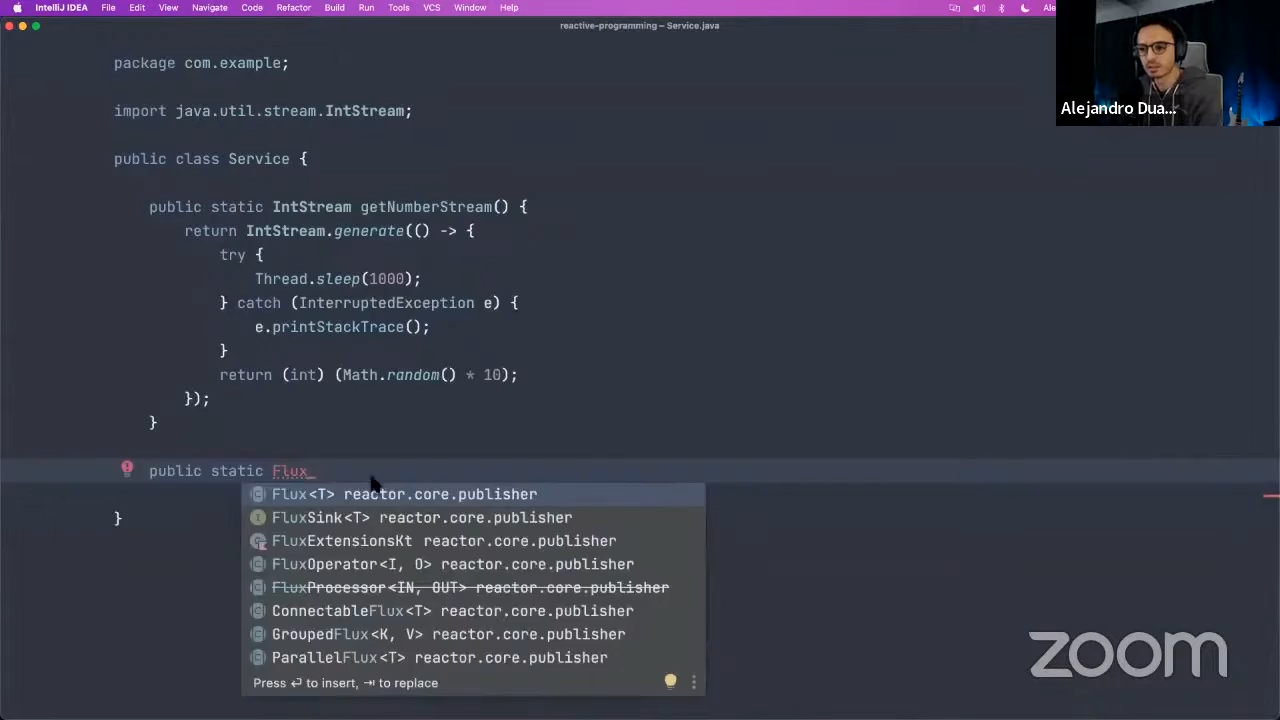 IntelliJ IDEA File Edit View Navigate Code Refactor Build Run Tools VCS Window Help Ale
reactive-programming – Service.java
Alejandro Dua...
package com.example;
import java.util.stream.IntStream;
public class Service {
public static IntStream getNumberStream() {
return IntStream.generate(() -> {
try {
Thread.sleep(1000);
} catch (InterruptedException e) {
e.printStackTrace();
}
return (int) (Math.random() * 10);
});
}
public static Flux
Flux<T> reactor.core.publisher
FluxSink<T> reactor.core.publisher
FluxExtensionsKt reactor.core.publisher
FluxOperator<I, O> reactor.core.publisher
FluxProcessor<IN, OUT> reactor.core.publisher
ConnectableFlux<T> reactor.core.publisher
GroupedFlux<K, V> reactor.core.publisher
ParallelFlux<T> reactor.core.publisher
Press ↵ to insert, ⇥ to replace
}
zoom